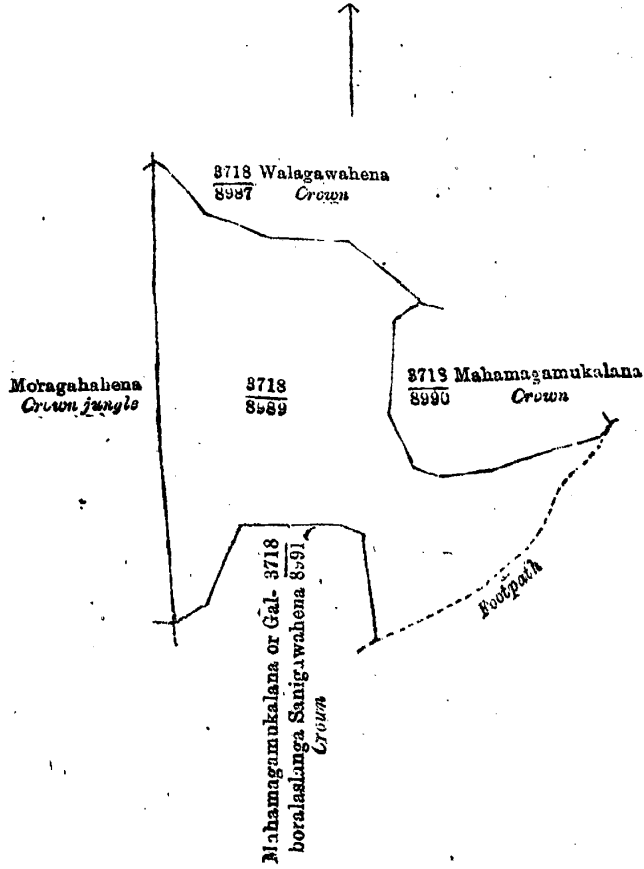 3718 Walagawahena
8987 Crown
Moragahahena
Crown jungle
3718
8989
3718 Mahamagamukalana
8990 Crown
Mahamagamukalana or Gal- 3718
boralaslanga Sanigawahena 8991
Crown
Footpath